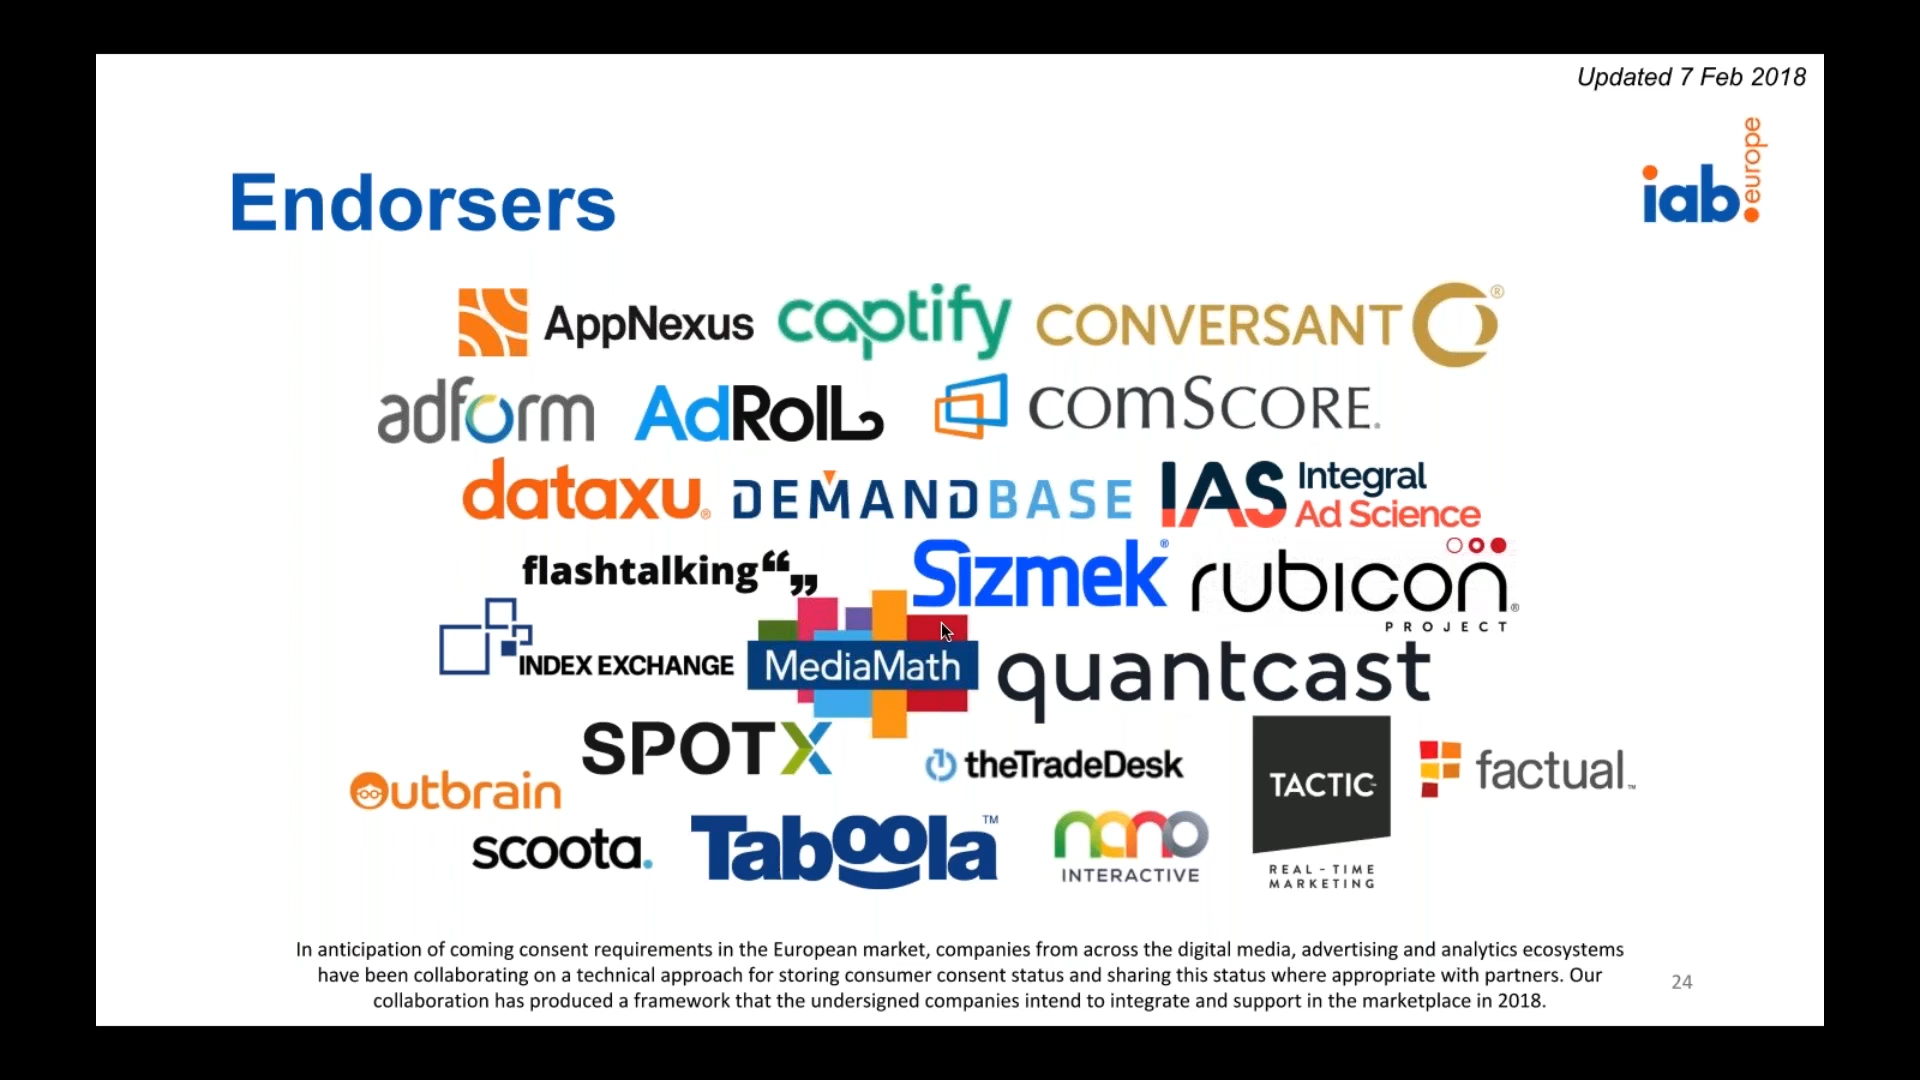 Updated 7 Feb 2018
iab europe
Endorsers
AppNexus captify CONVERSANT ®
adform AdRoll comSCORE.
dataxu® DEMANDBASE IAS Integral Ad Science
flashtalking “„ Sizmek® rubicon® PROJECT
INDEX EXCHANGE MediaMath quantcast
SPOTX theTradeDesk TACTIC™ REAL-TIME MARKETING factual™
Outbrain
scoota. Taboola™ nano INTERACTIVE
In anticipation of coming consent requirements in the European market, companies from across the digital media, advertising and analytics ecosystems
have been collaborating on a technical approach for storing consumer consent status and sharing this status where appropriate with partners. Our
collaboration has produced a framework that the undersigned companies intend to integrate and support in the marketplace in 2018.
24